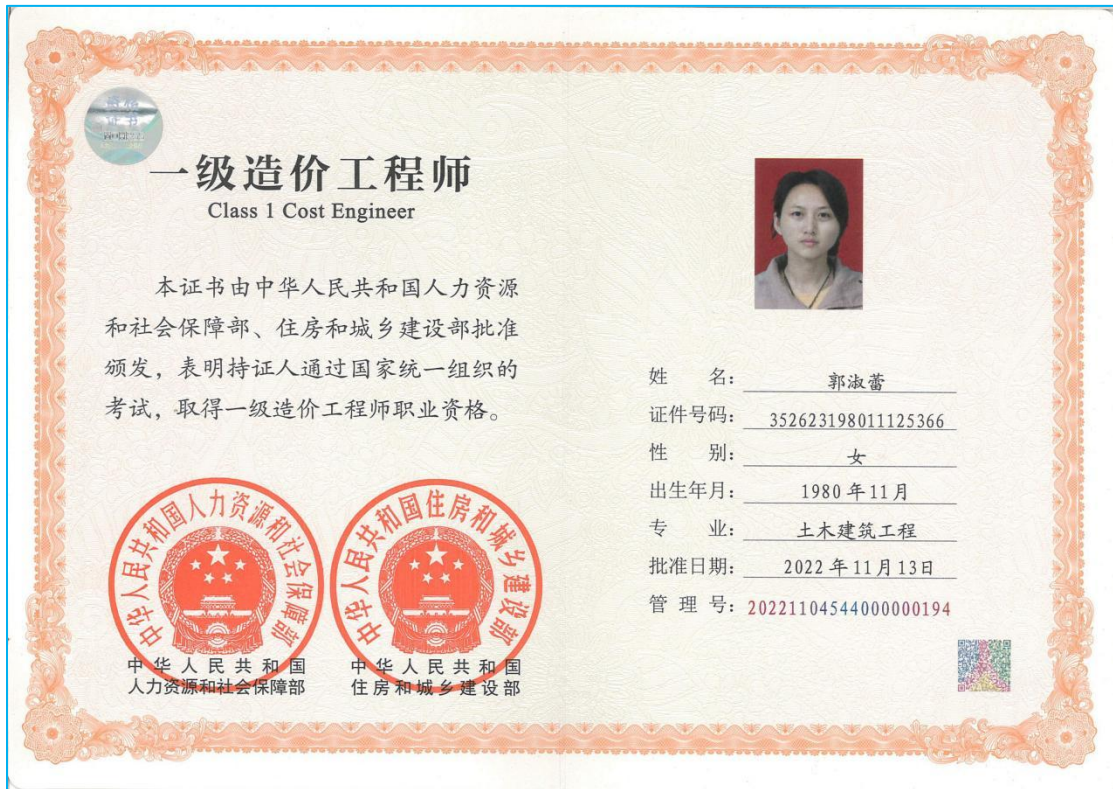 一级造价工程师
Class 1 Cost Engineer
本证书由中华人民共和国人力资源
和社会保障部、住房和城乡建设部批准
颁发，表明持证人通过国家统一组织的
考试，取得一级造价工程师职业资格。
中华人民共和国人力资源和社会保障部
中华人民共和国
人力资源和社会保障部
中华人民共和国住房和城乡建设部
中华人民共和国
住房和城乡建设部
姓 名： 郭淑蕾
证件号码： 352623198011125366
性 别： 女
出生年月： 1980年11月
专 业： 土木建筑工程
批准日期： 2022年11月13日
管 理 号： 20221104544000000194